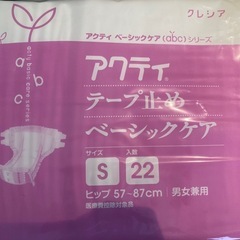 クレシア
アクティ ベーシックケア (abc) シリーズ
アクティ
テープ止め
ベーシックケア
abc
サイズ 入数
S 22
ヒップ 57~87cm 男女兼用
医療費控除対象品